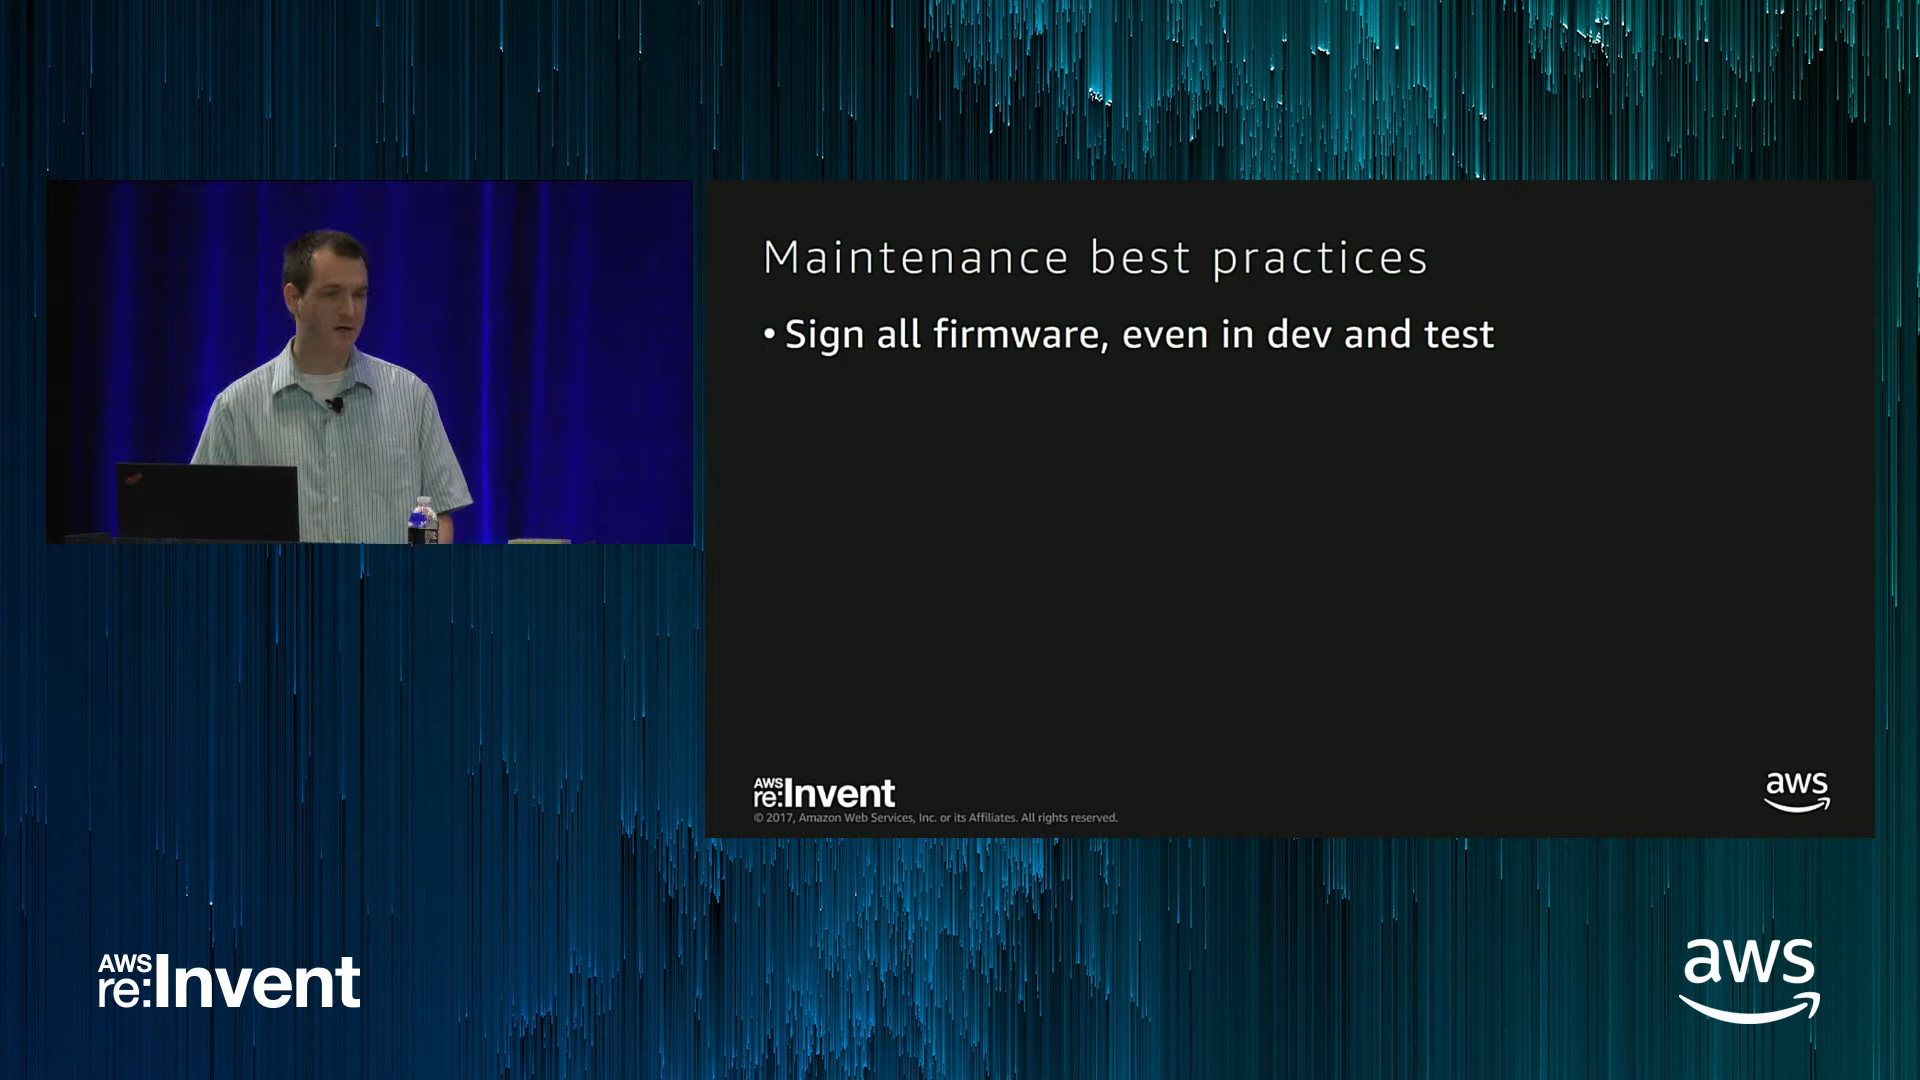 Maintenance best practices
• Sign all firmware, even in dev and test
AWS
re:Invent
© 2017, Amazon Web Services, Inc. or its Affiliates. All rights reserved.
aws
AWS
re:Invent
aws